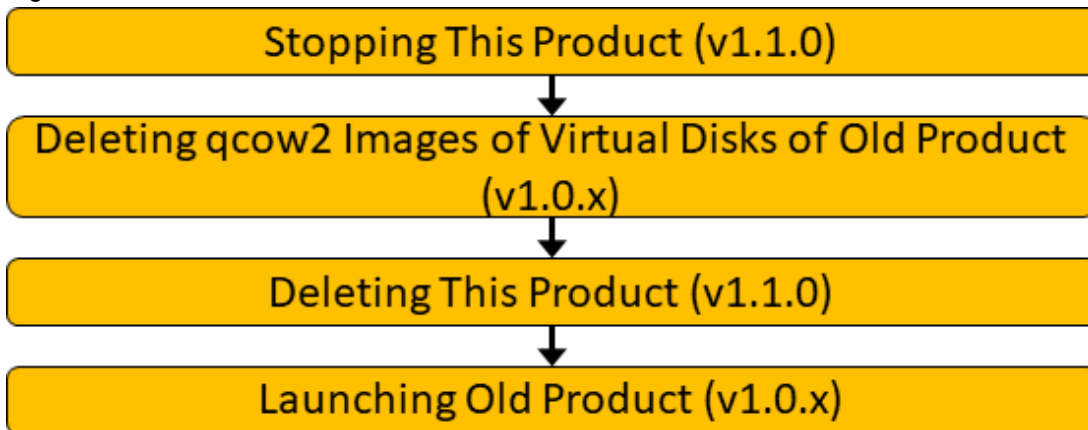 Stopping This Product (v1.1.0)
Deleting qcow2 Images of Virtual Disks of Old Product
(v1.0.x)
Deleting This Product (v1.1.0)
Launching Old Product (v1.0.x)